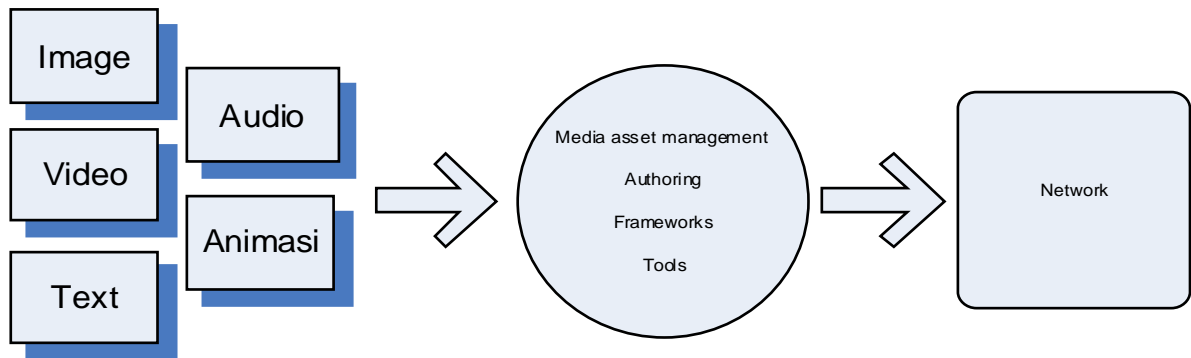 Image
Audio
Video
Animasi
Text
Media asset management
Authoring
Frameworks
Tools
Network